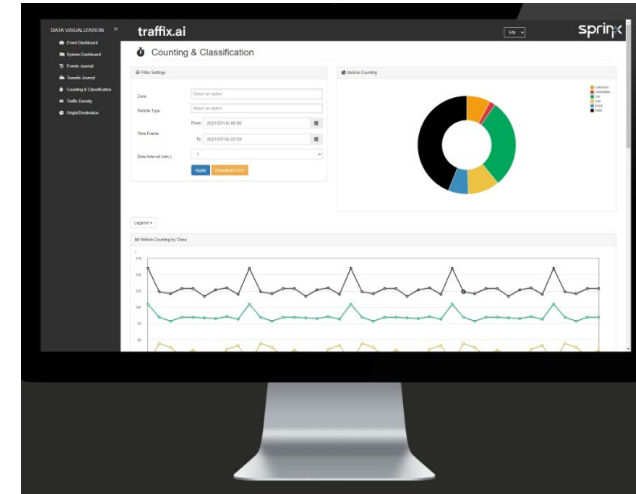 DATA VISUALIZATION ×
traffix.ai
EN
sprinx
Event Dashboard
System Dashboard
Events Journal
Transits Journal
Counting & Classification
Traffic Density
Origin/Destination
Counting & Classification
Filter Settings
Zone
Select an option
Vehicle Type
Select an option
Time Frame
From
To
Data Interval (min.)
Apply
Download CSV
Vehicle Counting
Legend
Vehicle Counting by Class